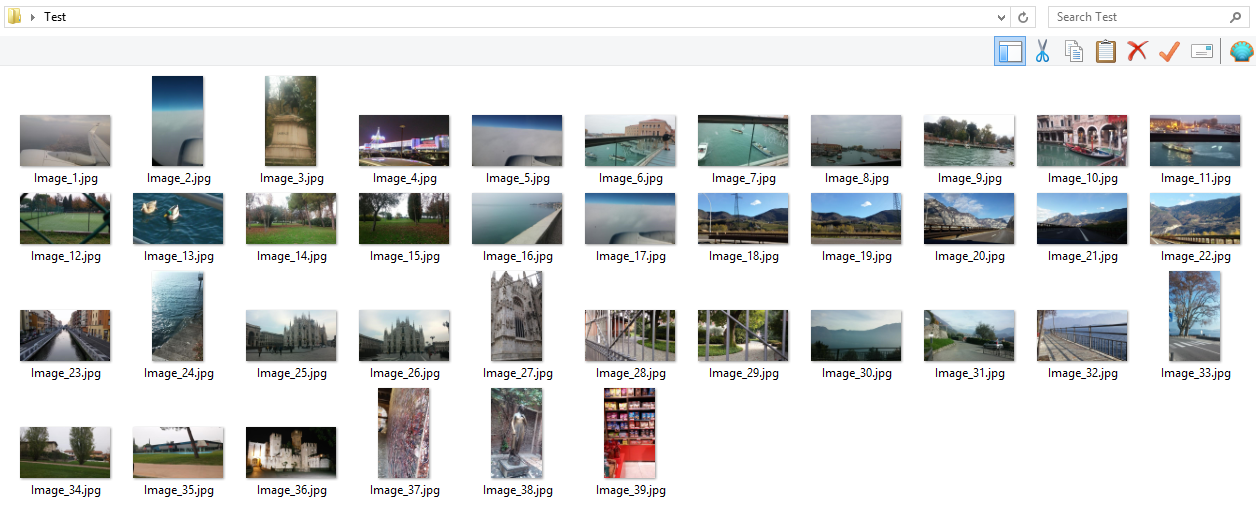 Test
Search Test
Image_1.jpg Image_2.jpg Image_3.jpg Image_4.jpg Image_5.jpg Image_6.jpg Image_7.jpg Image_8.jpg Image_9.jpg Image_10.jpg Image_11.jpg
Image_12.jpg Image_13.jpg Image_14.jpg Image_15.jpg Image_16.jpg Image_17.jpg Image_18.jpg Image_19.jpg Image_20.jpg Image_21.jpg Image_22.jpg
Image_23.jpg Image_24.jpg Image_25.jpg Image_26.jpg Image_27.jpg Image_28.jpg Image_29.jpg Image_30.jpg Image_31.jpg Image_32.jpg Image_33.jpg
Image_34.jpg Image_35.jpg Image_36.jpg Image_37.jpg Image_38.jpg Image_39.jpg